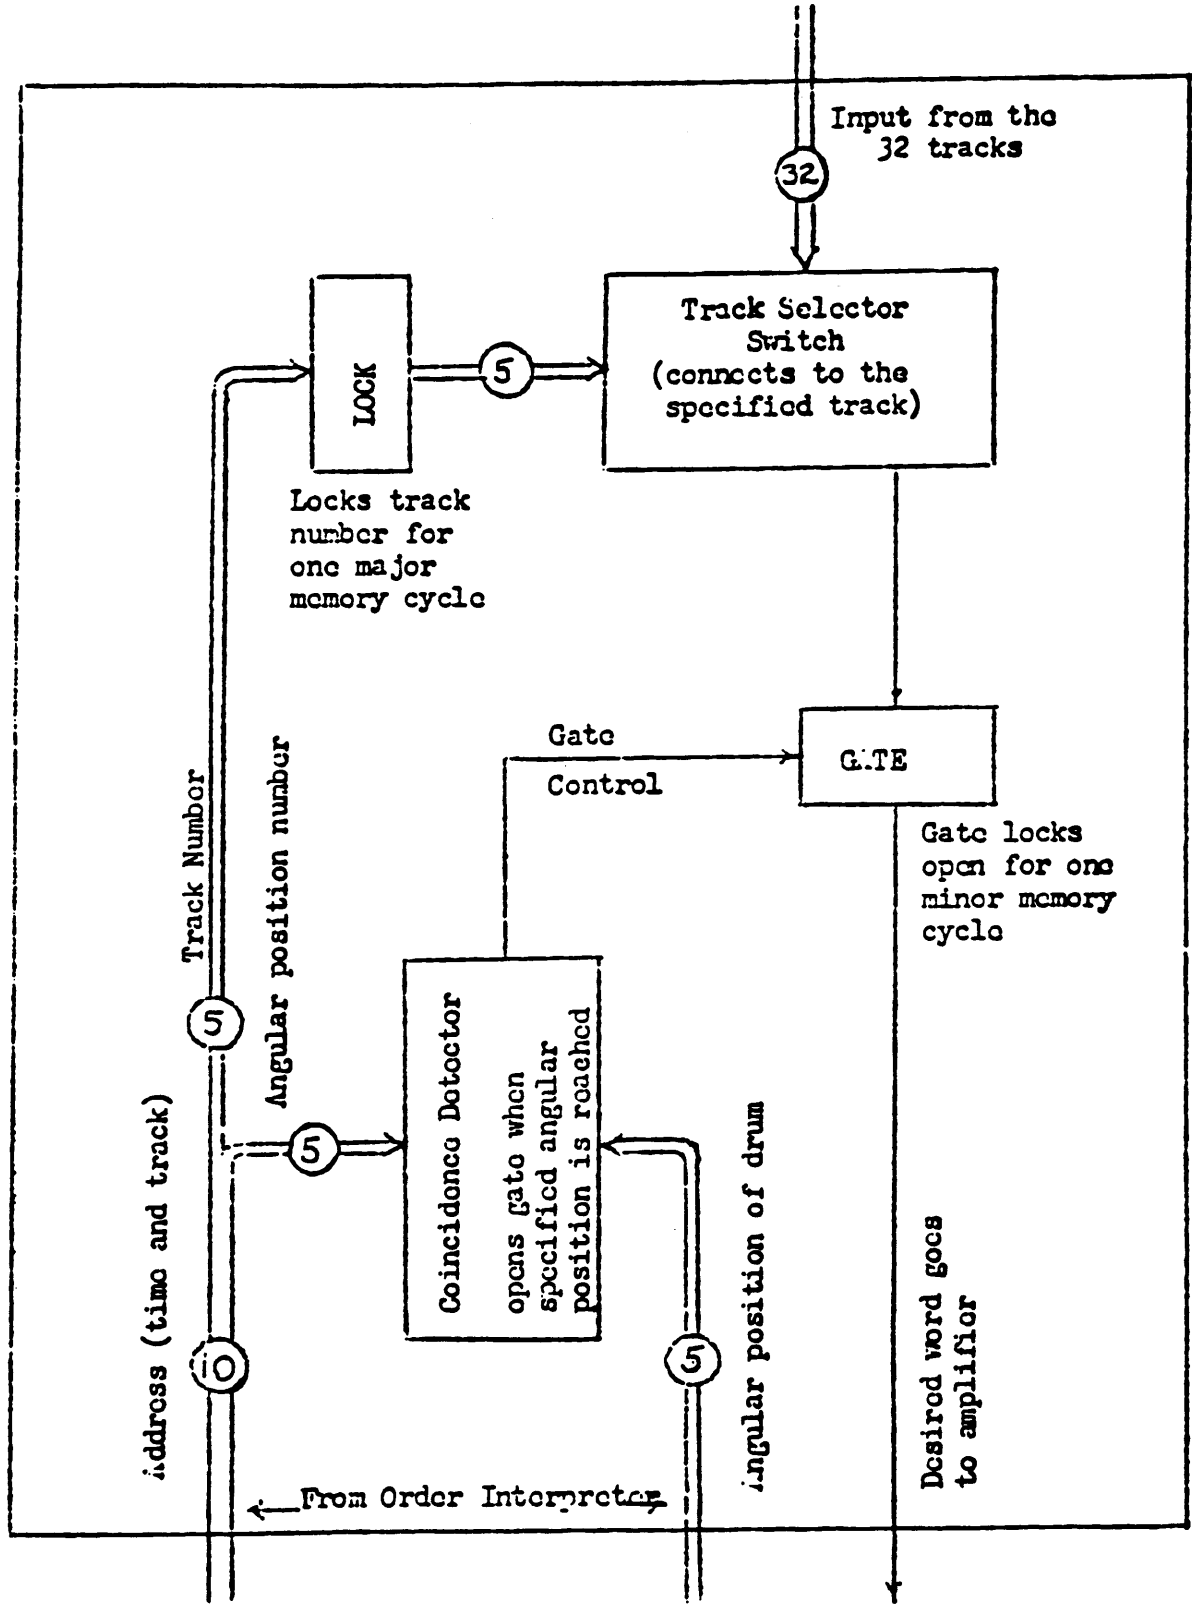 Input from the
32 tracks
32
Track Selector
Switch
(connects to the
specified track)
LOCK
5
Locks track
number for
one major
memory cycle
Gate
Control
GATE
Gate locks
open for one
minor memory
cycle
Track Number
5
Angular position number
5
Coincidence Detector
opens gate when
specified angular
position is reached
Address (time and track)
10
Angular position of drum
5
Desired word goes
to amplifier
From Order Interpreter